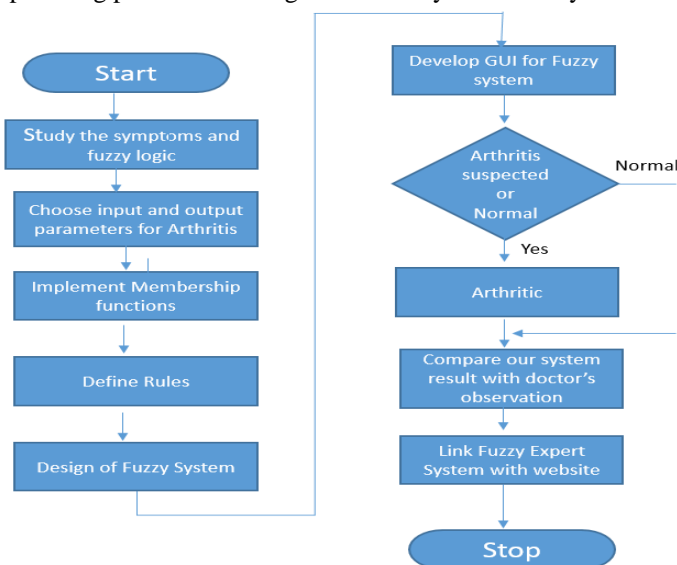 Start
Study the symptoms and
fuzzy logic
Choose input and output
parameters for Arthritis
Implement Membership
functions
Define Rules
Design of Fuzzy System
Develop GUI for Fuzzy
system
Arthritis
suspected
or
Normal
Normal
Yes
Arthritic
Compare our system
result with doctor's
observation
Link Fuzzy Expert
System with website
Stop